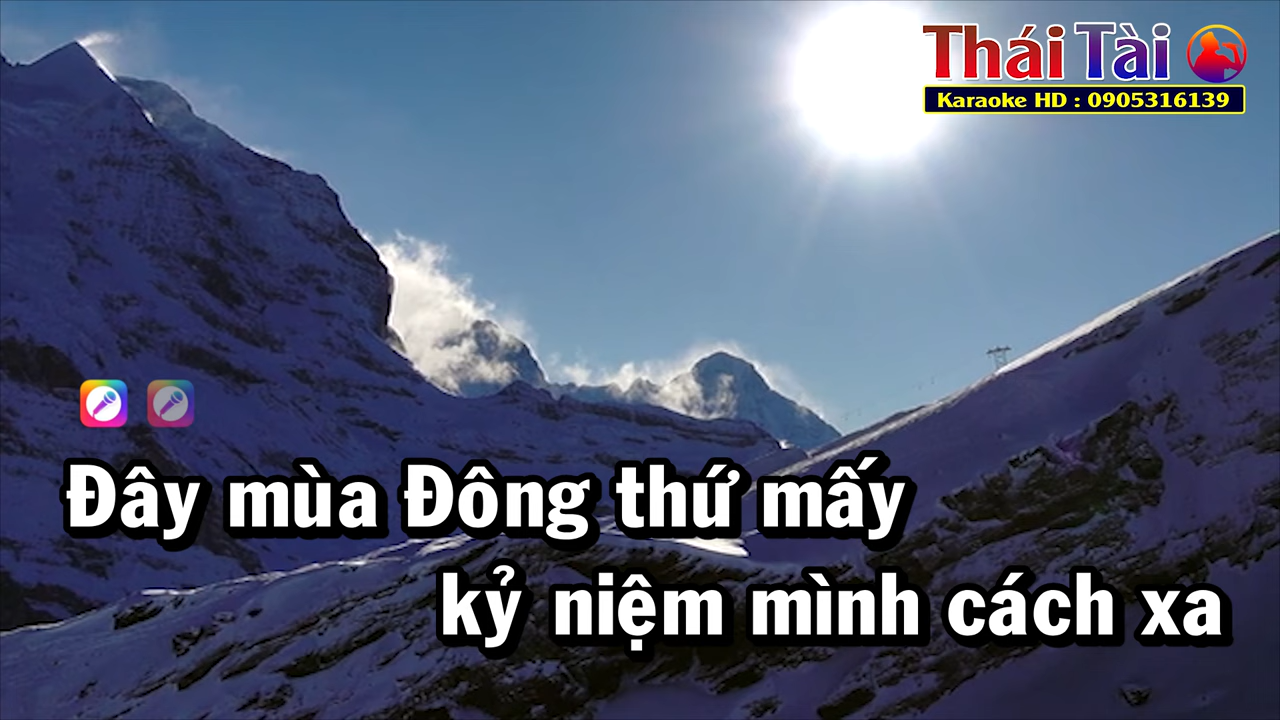 Thái Tài
Karaoke HD : 0905316139
Đây mùa Đông thứ mấy
kỷ niệm mình cách xa